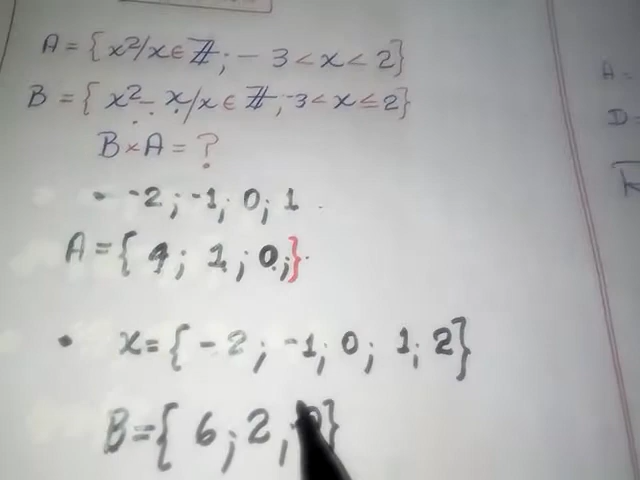 A = { x²/x ∈ ℤ ; - 3 < x < 2}
B = { x² - x/x ∈ ℤ ; -3 < x ≤ 2}
B × A = ?
• -2 ; -1 ; 0 ; 1
A = { 4 ; 1 ; 0 ; }
• x = { - 2 ; -1 ; 0 ; 1 ; 2 }
B = { 6 ; 2 ; }
A =
D =